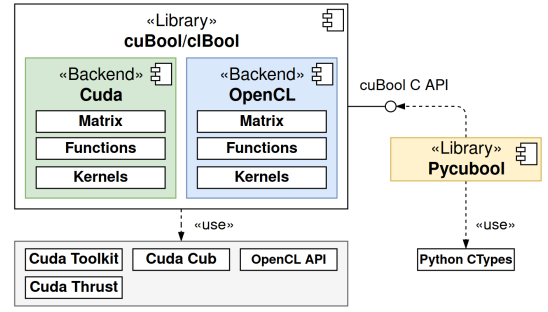 «Library»
cuBool/clBool
«Backend»
Cuda
Matrix
Functions
Kernels
«Backend»
OpenCL
Matrix
Functions
Kernels
cuBool C API
«Library»
Pycubool
«use»
«use»
Cuda Toolkit
Cuda Cub
OpenCL API
Cuda Thrust
Python CTypes